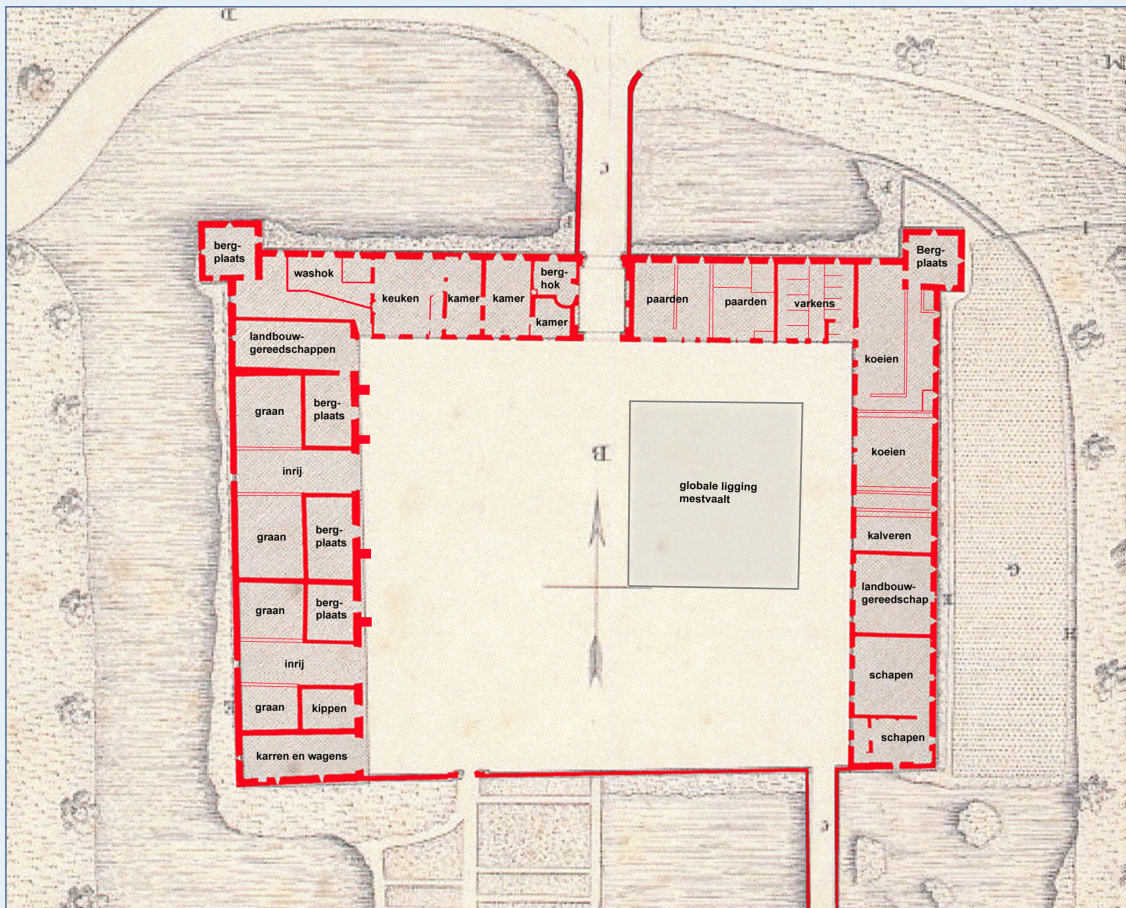 D
M
C
F
I
berg-
plaats
Berg-
plaats
washok
keuken
kamer
kamer
berg-
hok
kamer
paarden
paarden
varkens
landbouw-
gereedschappen
koeien
graan
berg-
plaats
B
koeien
inrij
globale ligging
mestvaalt
graan
berg-
plaats
kalveren
G
landbouw-
gereedschap
E
graan
berg-
plaats
H
inrij
schapen
graan
kippen
E
schapen
karren en wagens
C